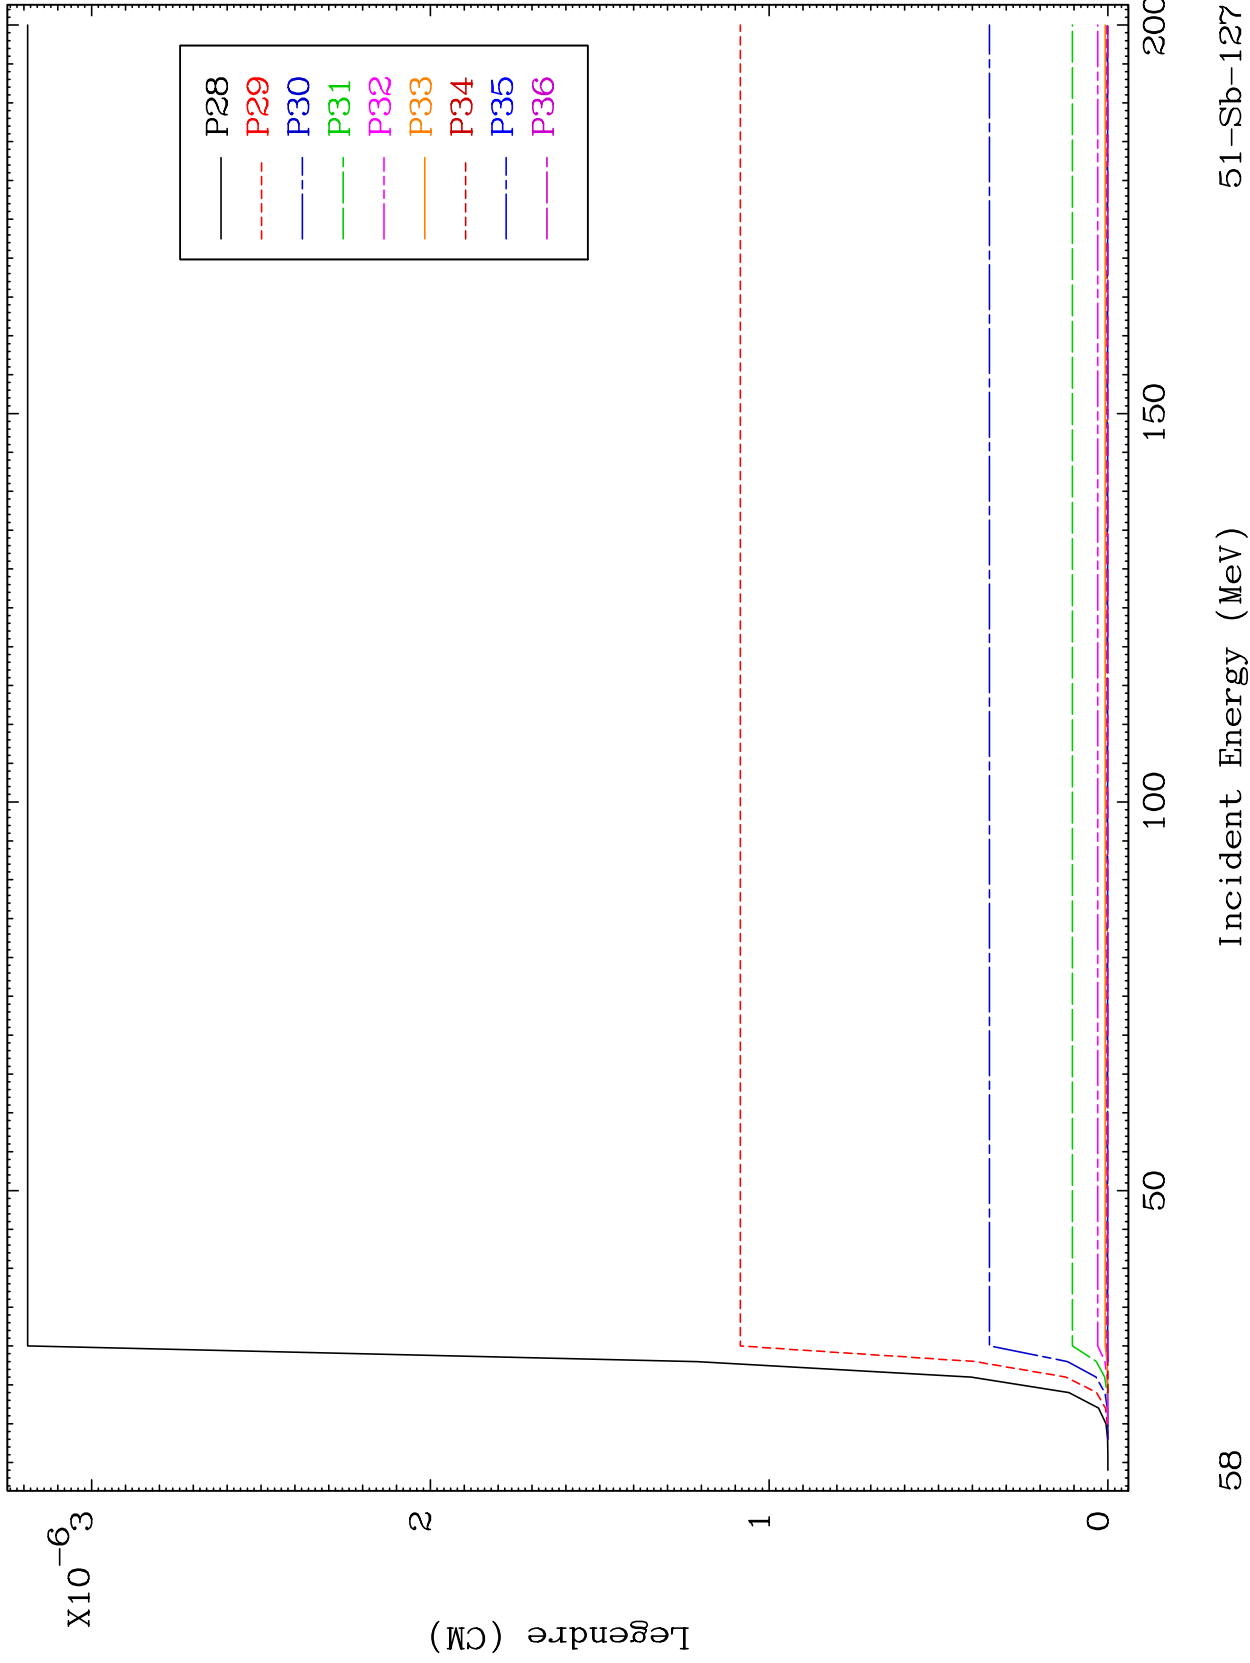 X10-6
3
2
1
0
Legendre (CM)
P28
P29
P30
P31
P32
P33
P34
P35
P36
50
100
150
200
Incident Energy (MeV)
58
51-Sb-127